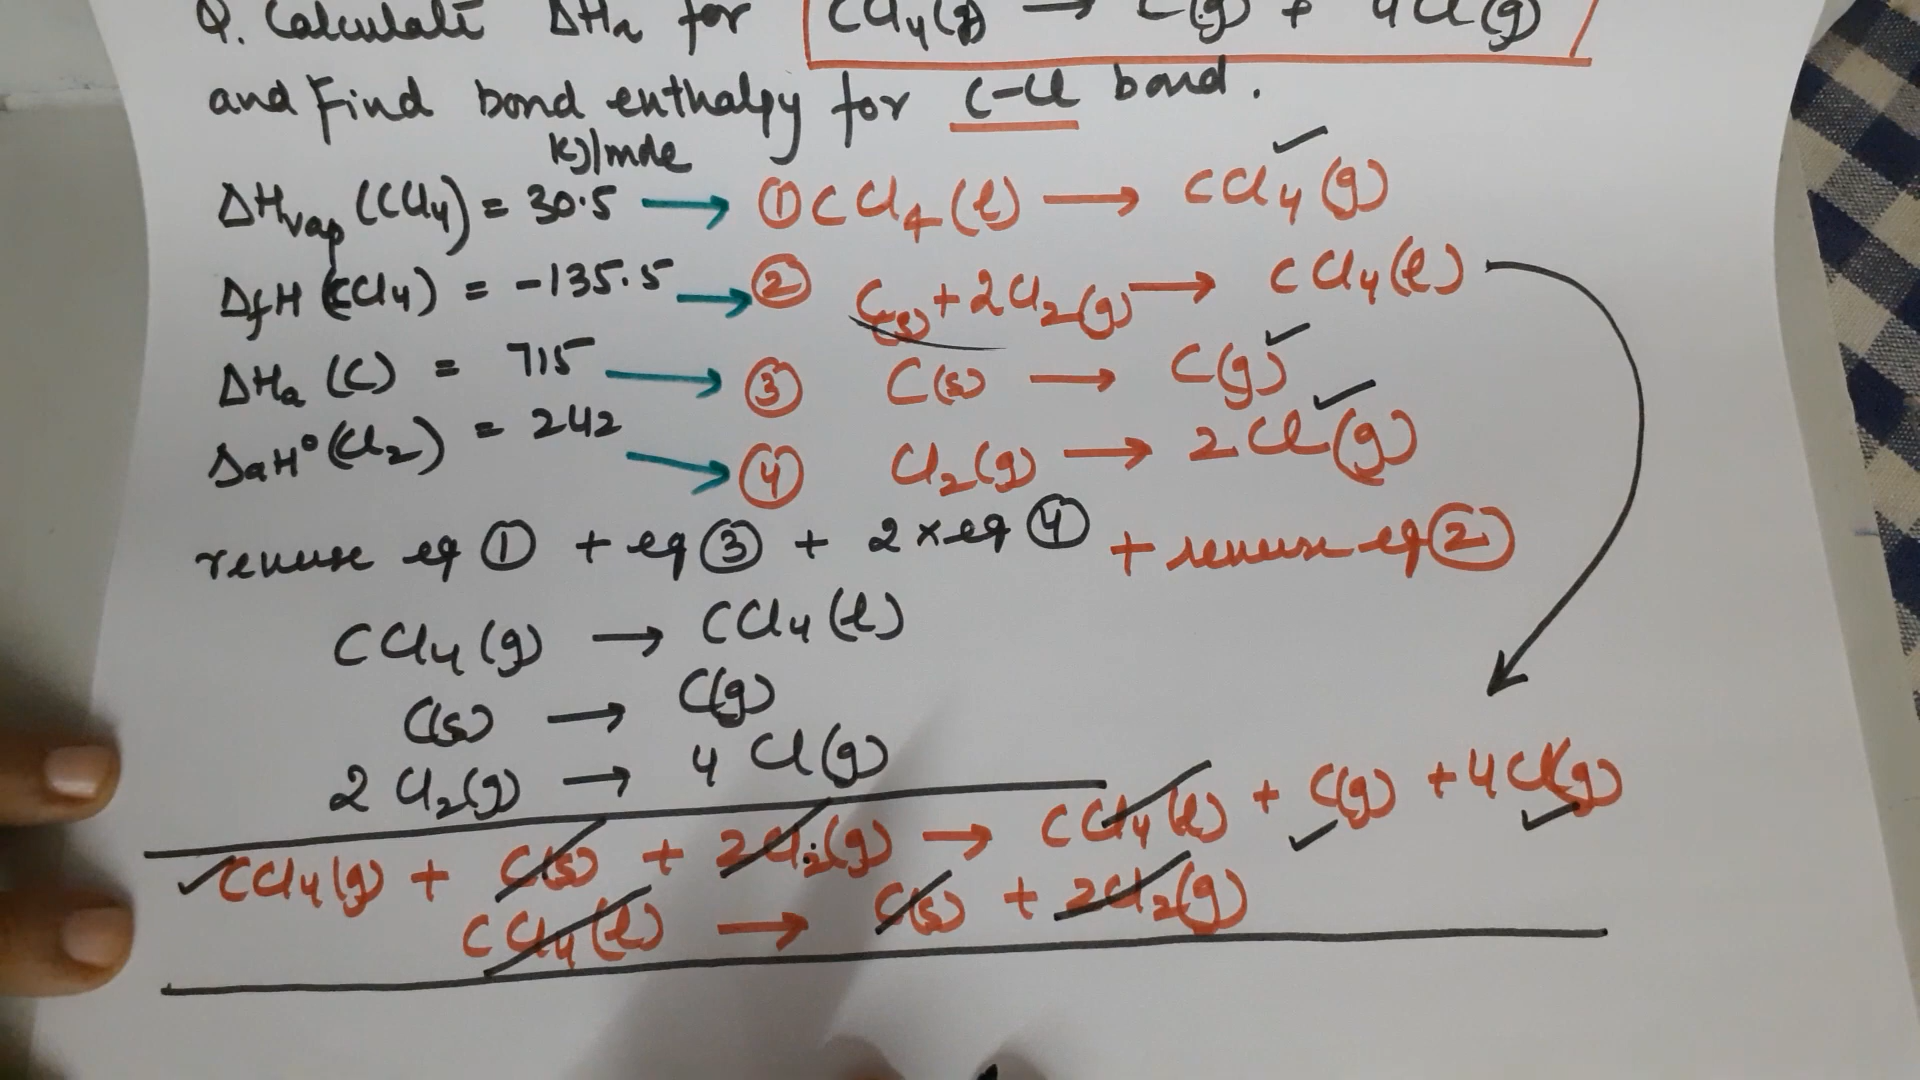 Q. Calculate ΔHr for CCl4(g) → C(g) + 4Cl(g)
and Find bond enthalpy for C-Cl bond.
KJ/mole
ΔHvap (CCl4) = 30.5 → ① CCl4(l) → CCl4(g)
ΔfH (CCl4) = -135.5 → ② C(s) + 2Cl2(g) → CCl4(l)
ΔHa (C) = 715 → ③ C(s) → C(g)
ΔaH° (Cl2) = 242 → ④ Cl2(g) → 2Cl(g)
reverse eq ① + eq ③ + 2 x eq ④ + reverse eq ②
CCl4(g) → CCl4(l)
C(s) → C(g)
2Cl2(g) → 4Cl(g)
CCl4(g) + C(s) + 2Cl2(g) → CCl4(l) + C(g) + 4Cl(g)
CCl4(l) → C(s) + 2Cl2(g)